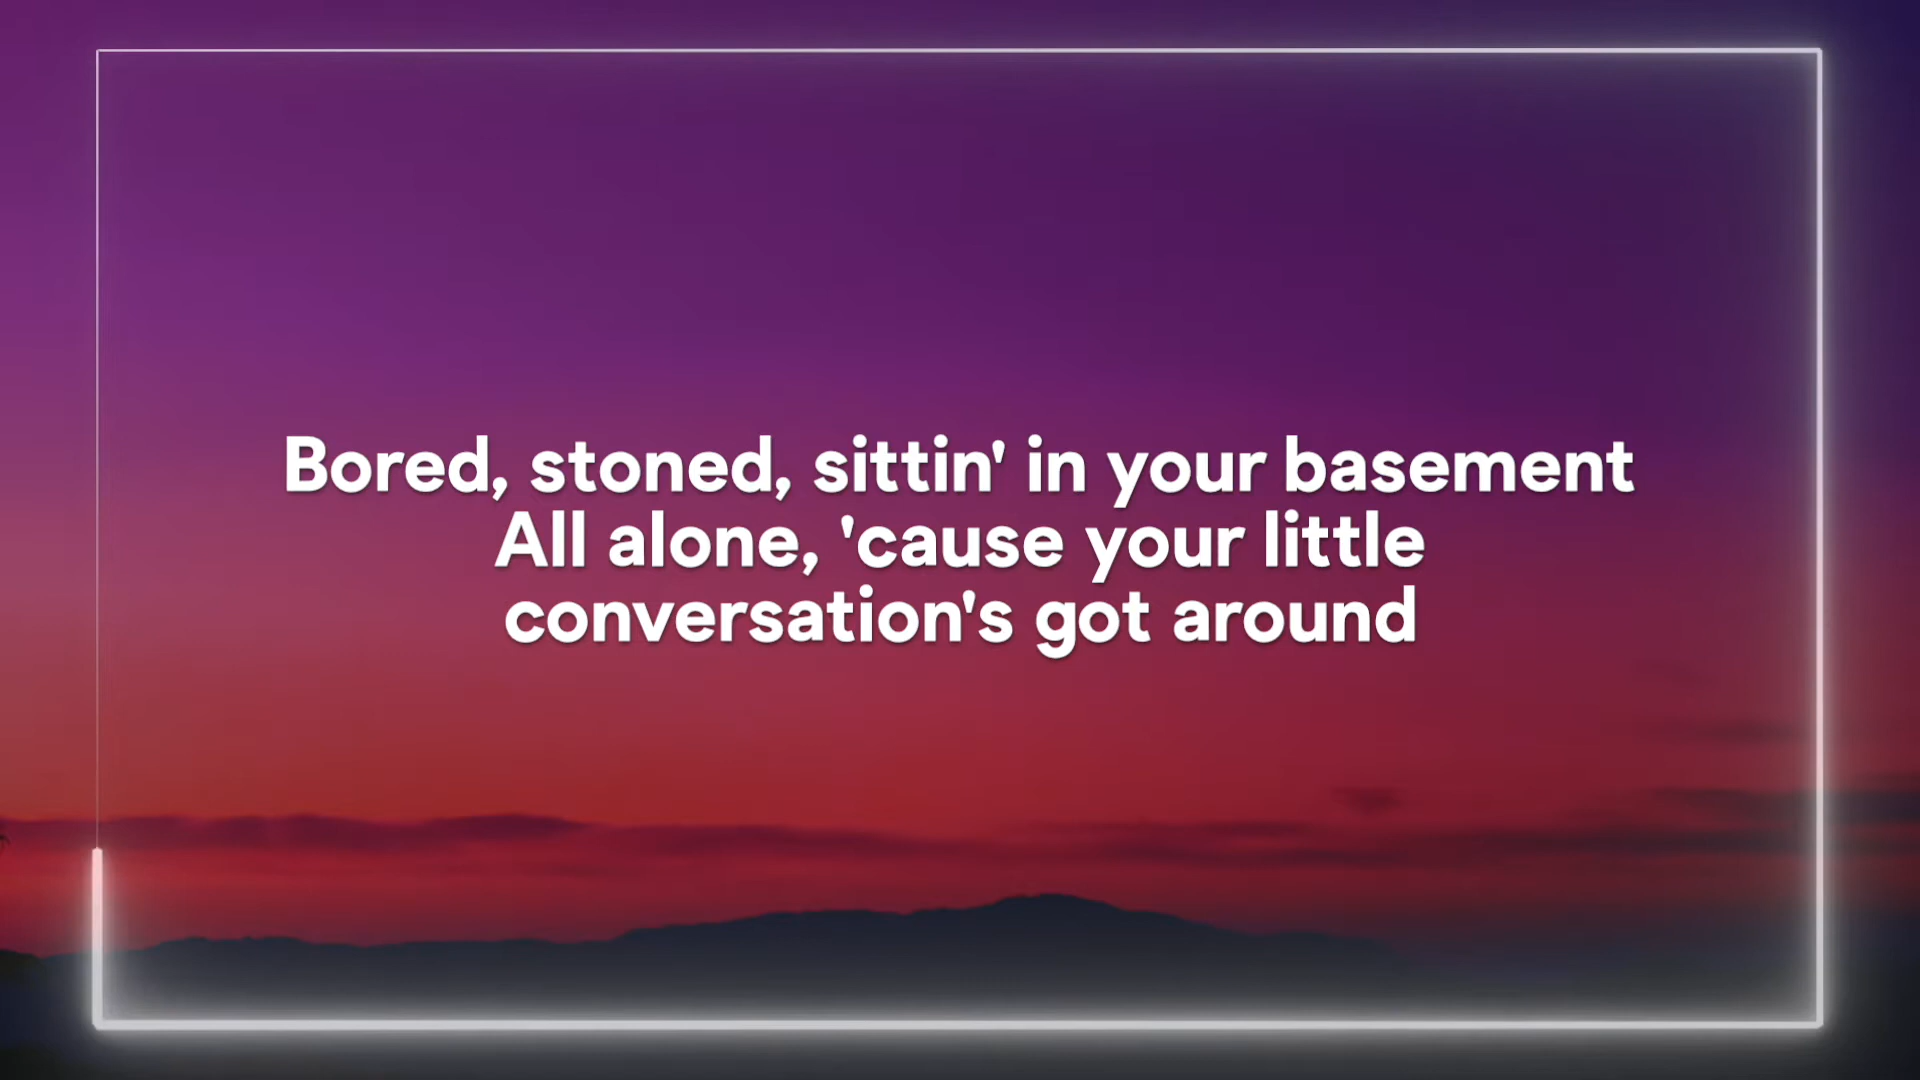 Bored, stoned, sittin' in your basement
All alone, 'cause your little
conversation's got around